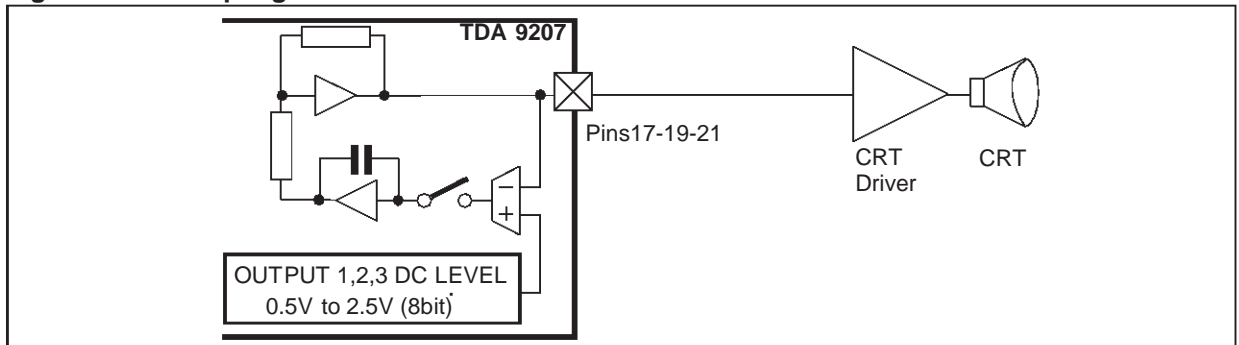 TDA 9207
Pins17-19-21
CRT
Driver
CRT
OUTPUT 1,2,3 DC LEVEL
0.5V to 2.5V (8bit)